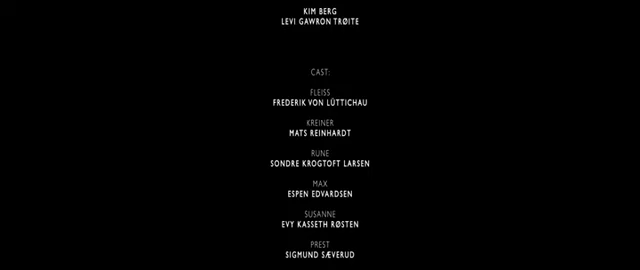 KIM BERG
LEVI GAWRON TRØITE
CAST:
FLEISS
FREDERIK VON LÜTTICHAU
KREINER
MATS REINHARDT
RUNE
SONDRE KROGTOFT LARSEN
MAX
ESPEN EDVARDSEN
SUSANNE
EVY KASSETH RØSTEN
PREST
SIGMUND SÆVERUD